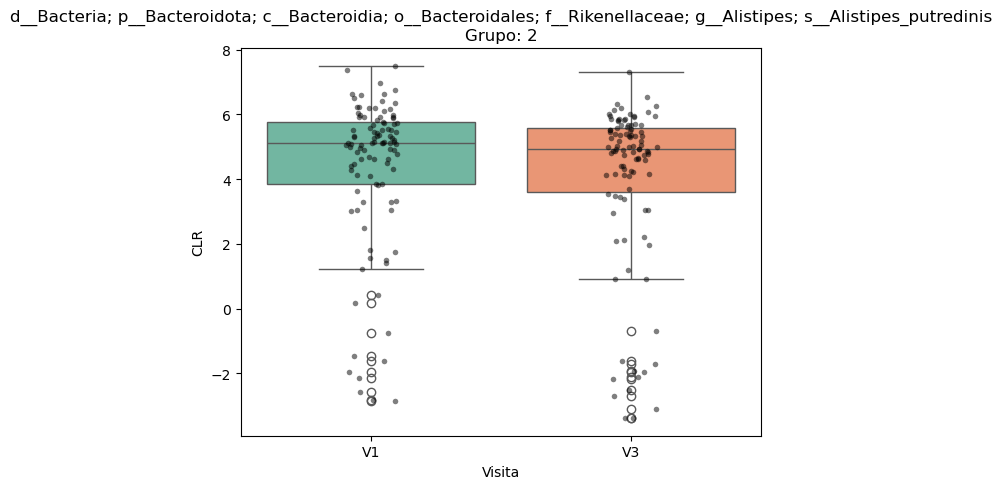 d__Bacteria; p__Bacteroidota; c__Bacteroidia; o__Bacteroidales; f__Rikenellaceae; g__Alistipes; s__Alistipes_putredinis
Grupo: 2
8
6
4
2
0
−2
CLR
V1
V3
Visita